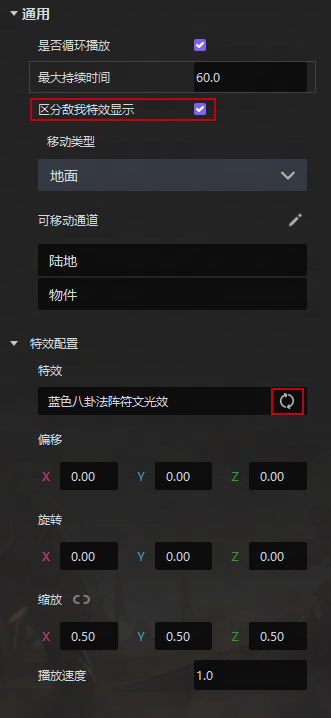 通用
是否循环播放
最大持续时间 60.0
区分敌我特效显示
移动类型
地面
可移动通道
陆地
物件
特效配置
特效
蓝色八卦法阵符文光效
偏移
X 0.00 Y 0.00 Z 0.00
旋转
X 0.00 Y 0.00 Z 0.00
缩放
X 0.50 Y 0.50 Z 0.50
播放速度 1.0